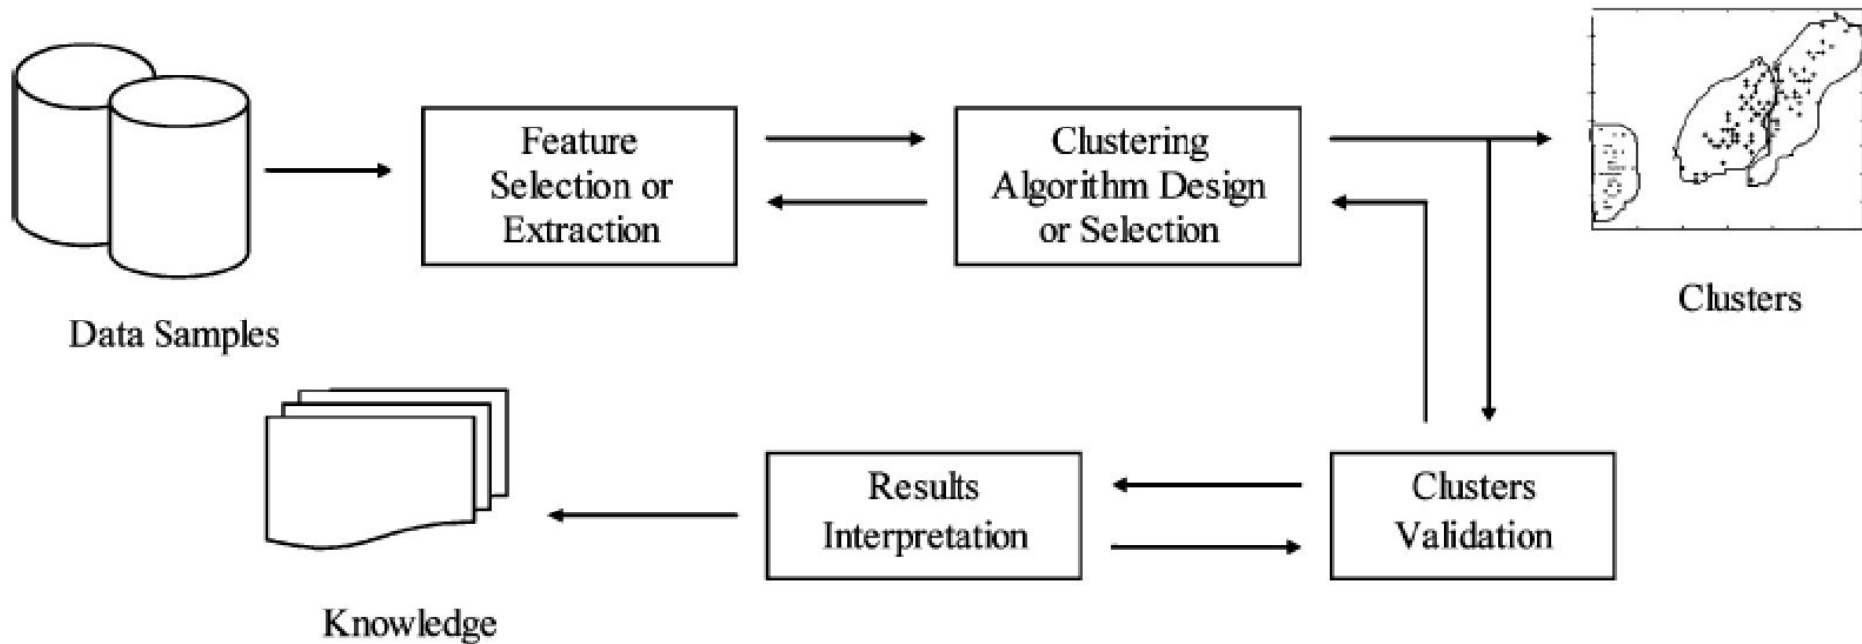 Feature
Selection or
Extraction
Clustering
Algorithm Design
or Selection
Clusters
Data Samples
Results
Interpretation
Clusters
Validation
Knowledge